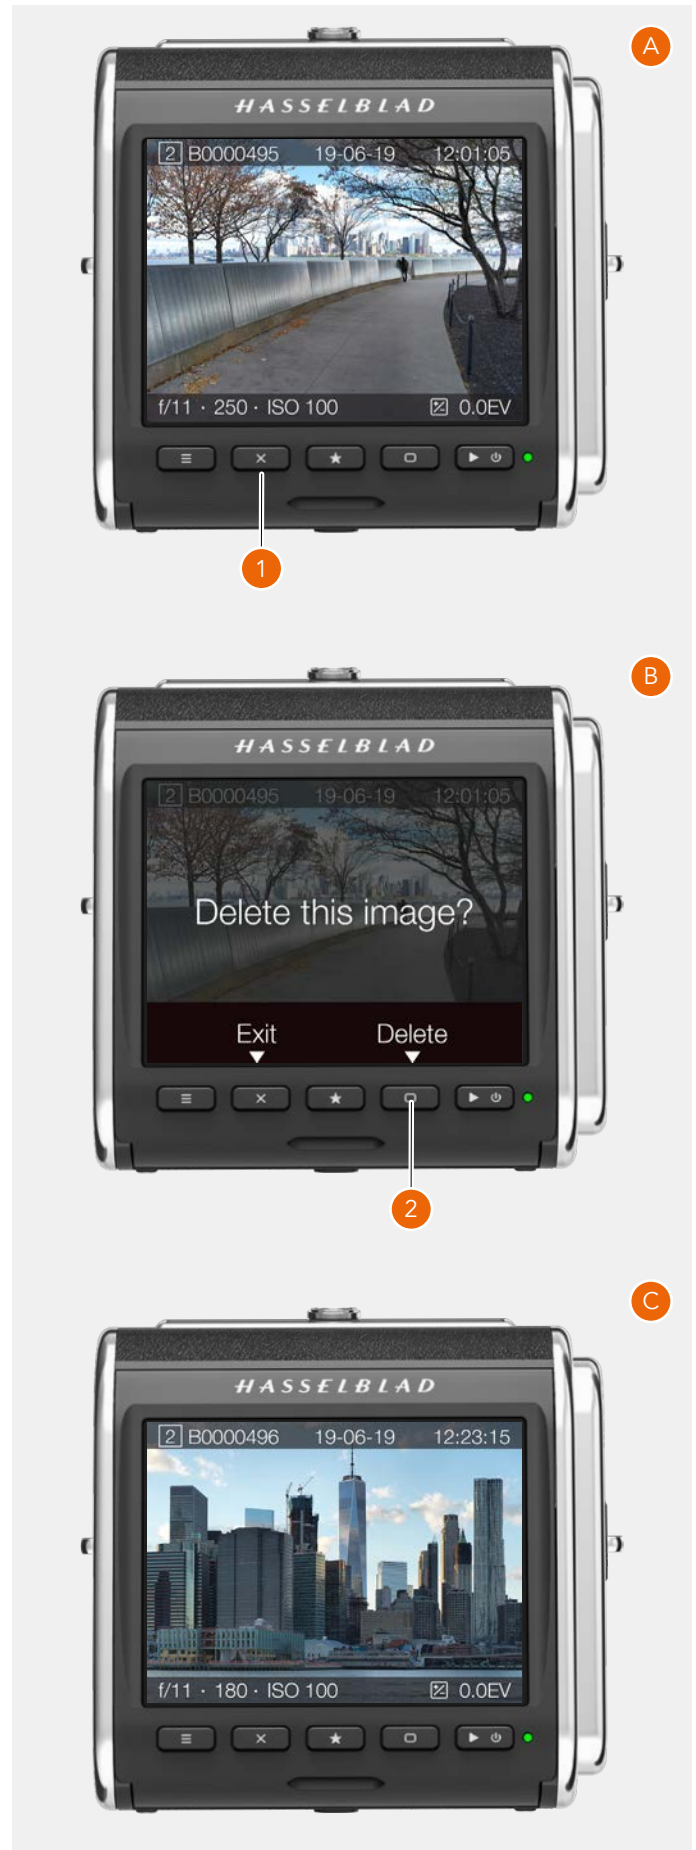 A
HASSELBLAD
2 B0000495 19-06-19 12:01:05
f/11 · 250 · ISO 100 0.0EV
1
B
HASSELBLAD
2 B0000495 19-06-19 12:01:05
Delete this image?
Exit Delete
2
C
HASSELBLAD
2 B0000496 19-06-19 12:23:15
f/11 · 180 · ISO 100 0.0EV